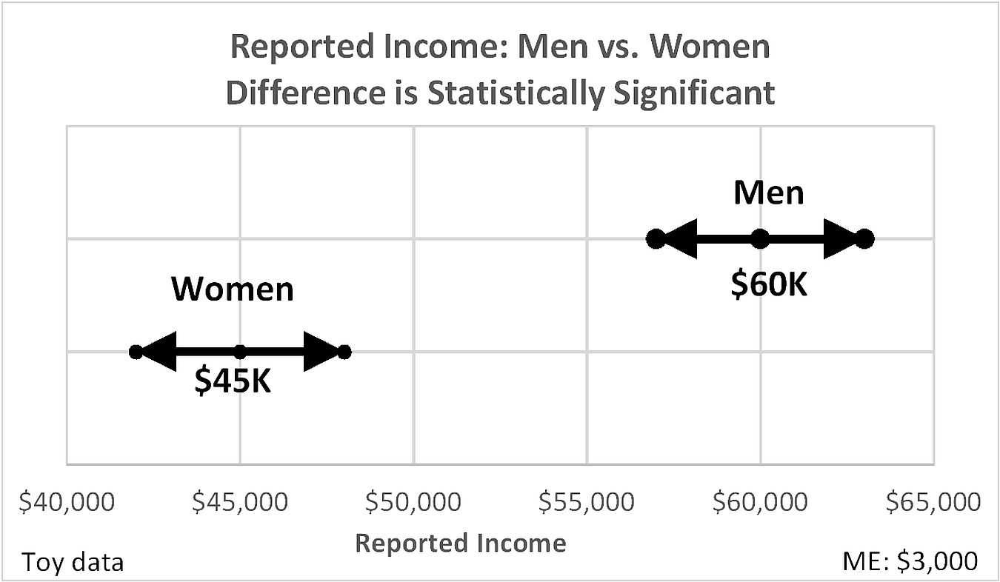 Reported Income: Men vs. Women
Difference is Statistically Significant
Men
$60K
Women
$45K
$40,000 $45,000 $50,000 $55,000 $60,000 $65,000
Reported Income
Toy data
ME: $3,000